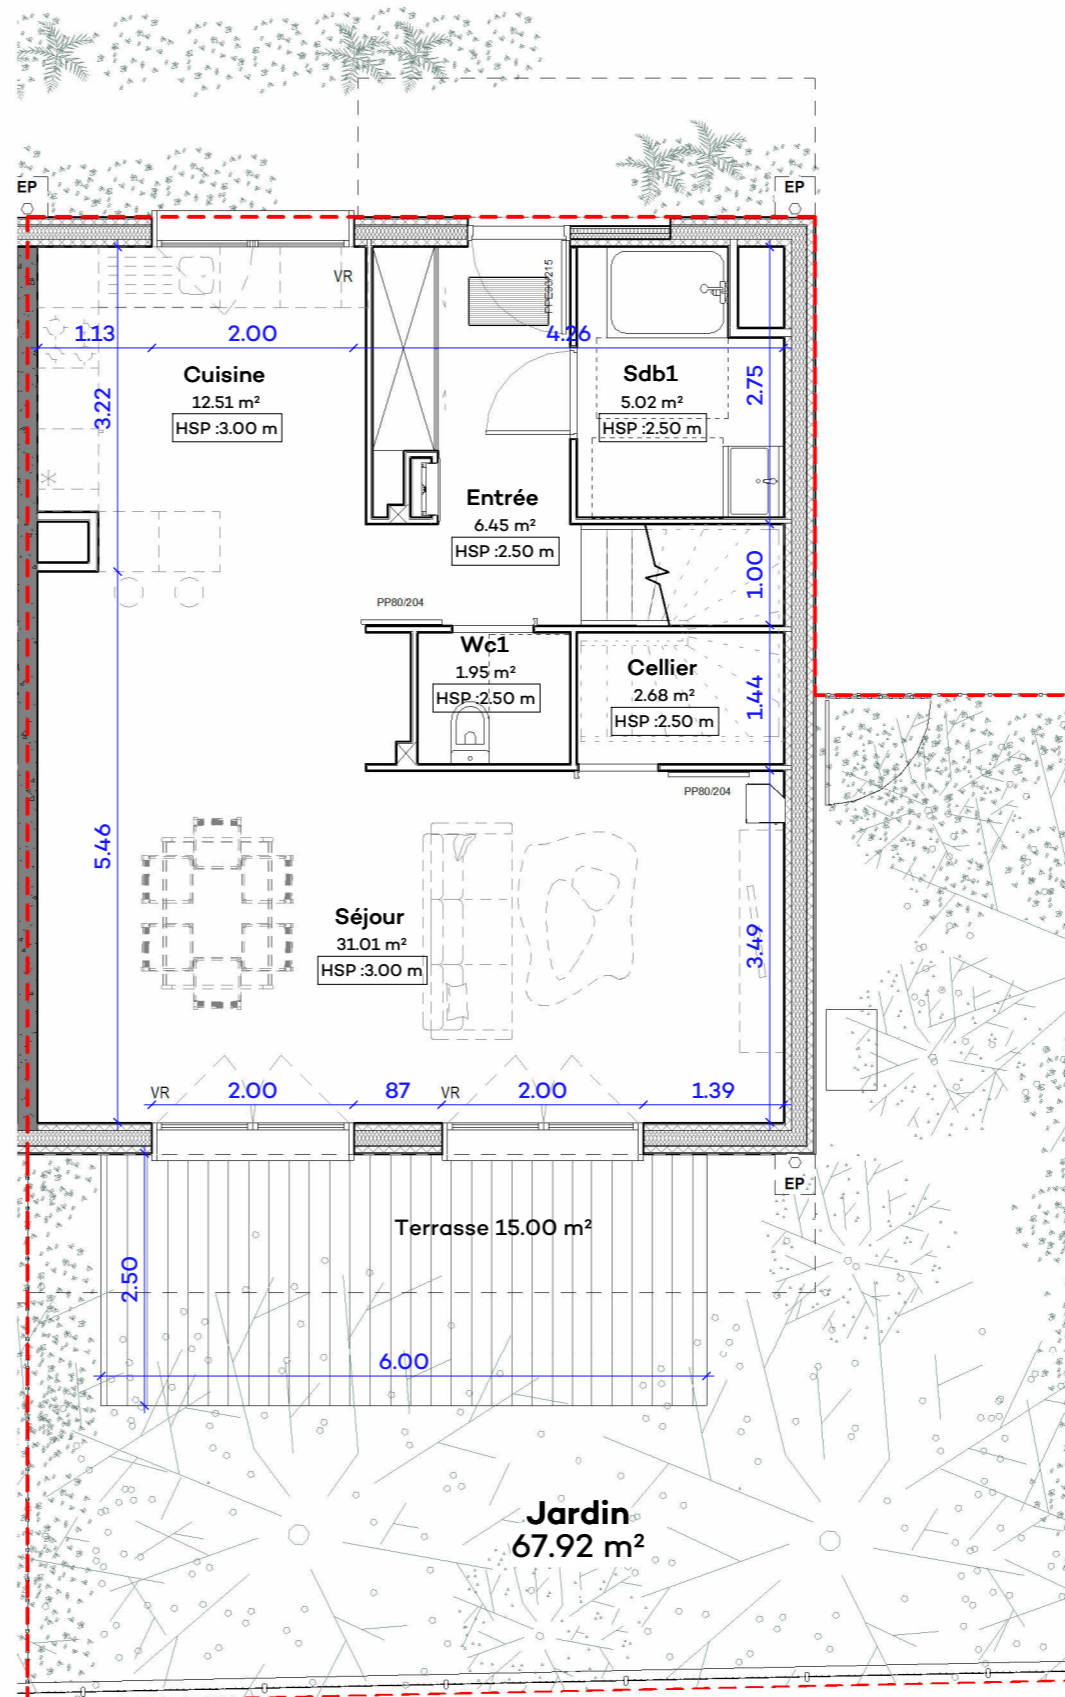 EP
EP
VR
PPE93/215
1.13
2.00
4.26
Cuisine
12.51 m²
HSP :3.00 m
3.22
Sdb1
5.02 m²
HSP :2.50 m
2.75
Entrée
6.45 m²
HSP :2.50 m
1.00
PP80/204
Wc1
1.95 m²
HSP :2.50 m
Cellier
2.68 m²
HSP :2.50 m
1.44
PP80/204
5.46
Séjour
31.01 m²
HSP :3.00 m
3.49
VR
2.00
87
VR
2.00
1.39
EP
Terrasse 15.00 m²
2.50
6.00
Jardin
67.92 m²